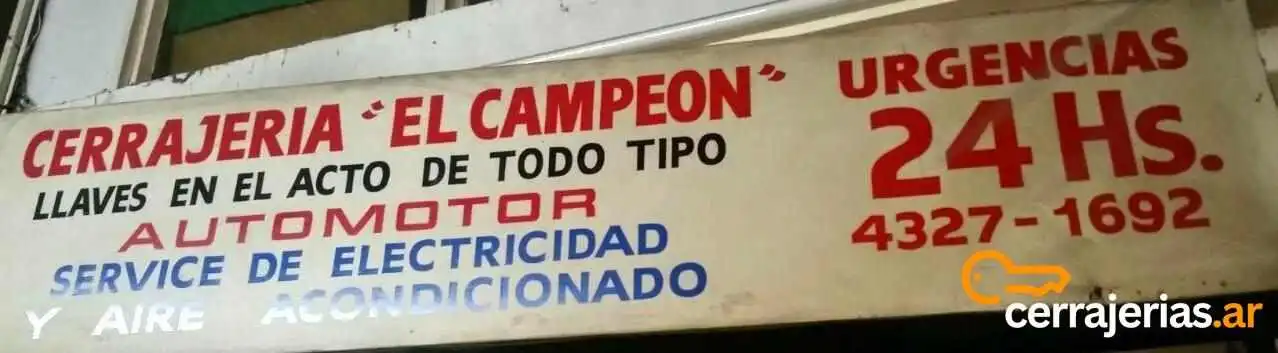 CERRAJERIA "EL CAMPEON"
LLAVES EN EL ACTO DE TODO TIPO
AUTOMOTOR
SERVICE DE ELECTRICIDAD
Y AIRE ACONDICIONADO
URGENCIAS
24 Hs.
4327-1692
cerrajerias.ar